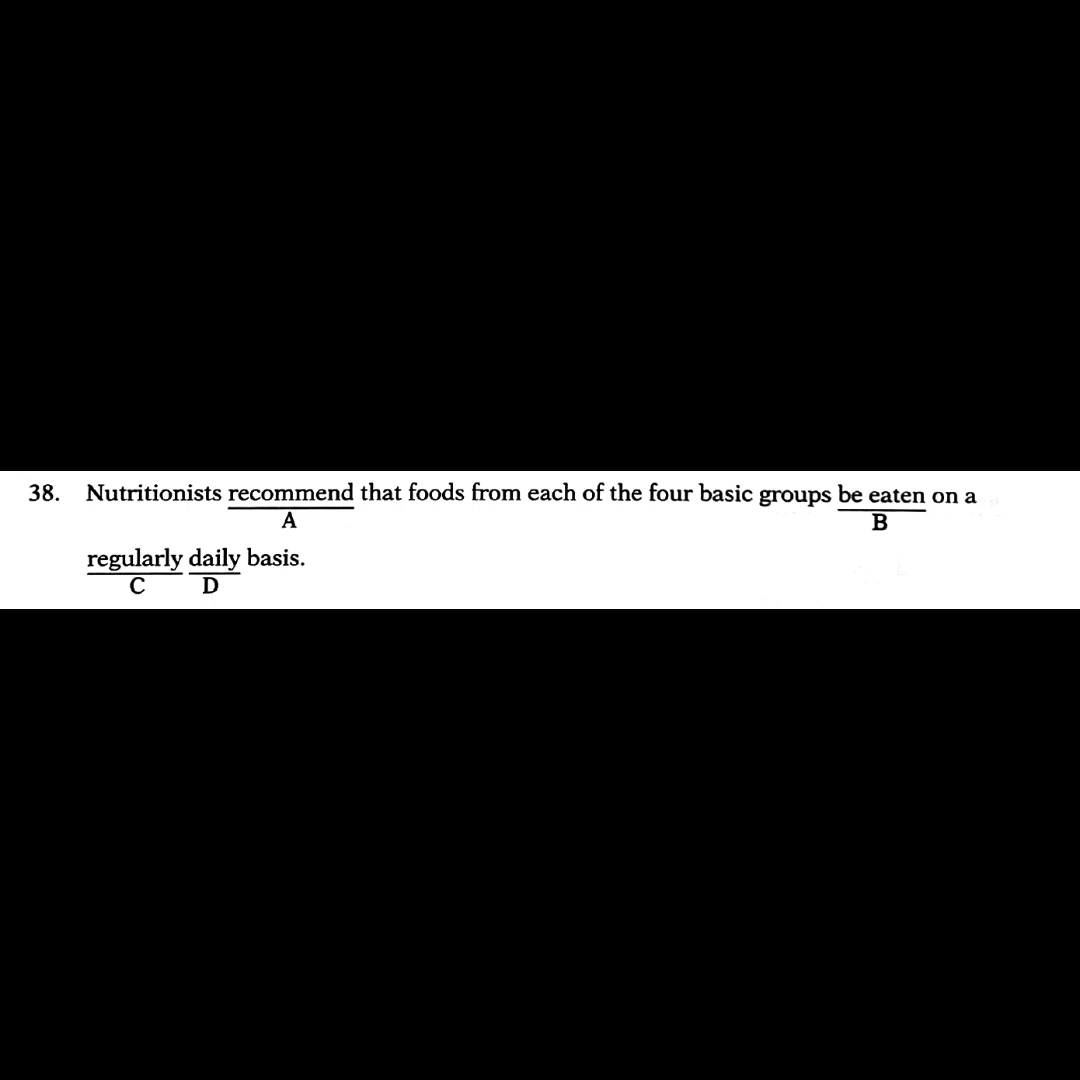 38. Nutritionists recommend that foods from each of the four basic groups be eaten on a
A B
regularly daily basis.
C D